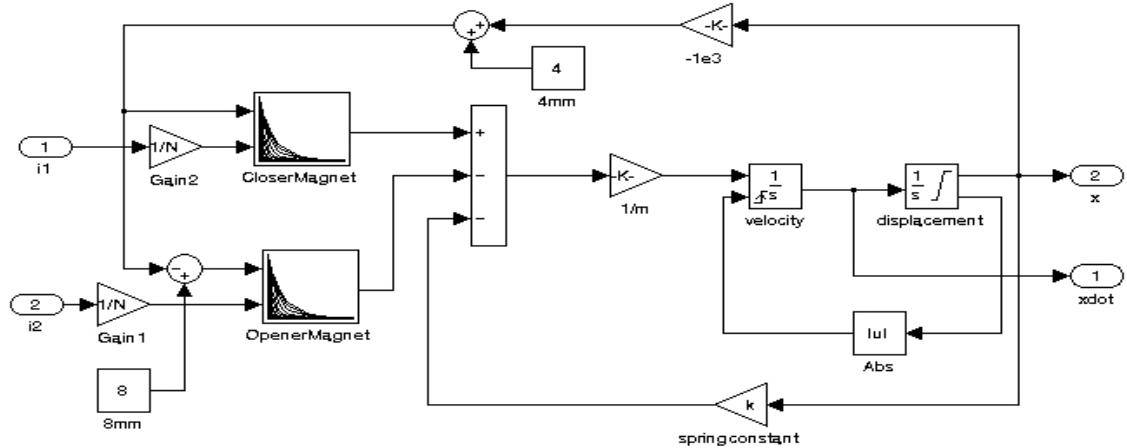 +
+
-K-
-1e3
4
4mm
1
i1
1/N
Gain2
CloserMagnet
+
−
−
-K-
1/m
1
s
velocity
1
s
displacement
2
x
1
xdot
−
+
2
i2
1/N
Gain1
OpenerMagnet
|u|
Abs
8
8mm
k
springconstant